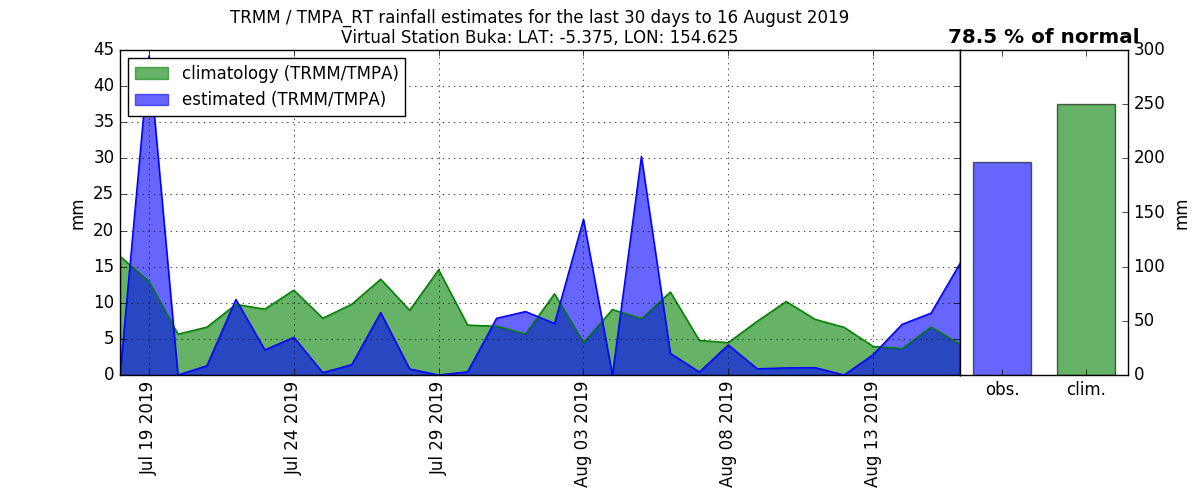 TRMM / TMPA_RT rainfall estimates for the last 30 days to 16 August 2019
Virtual Station Buka: LAT: -5.375, LON: 154.625
78.5 % of normal
climatology (TRMM/TMPA)
estimated (TRMM/TMPA)
45
40
35
30
25
20
15
10
5
0
mm
Jul 19 2019
Jul 24 2019
Jul 29 2019
Aug 03 2019
Aug 08 2019
Aug 13 2019
300
250
200
150
100
50
0
mm
obs.
clim.